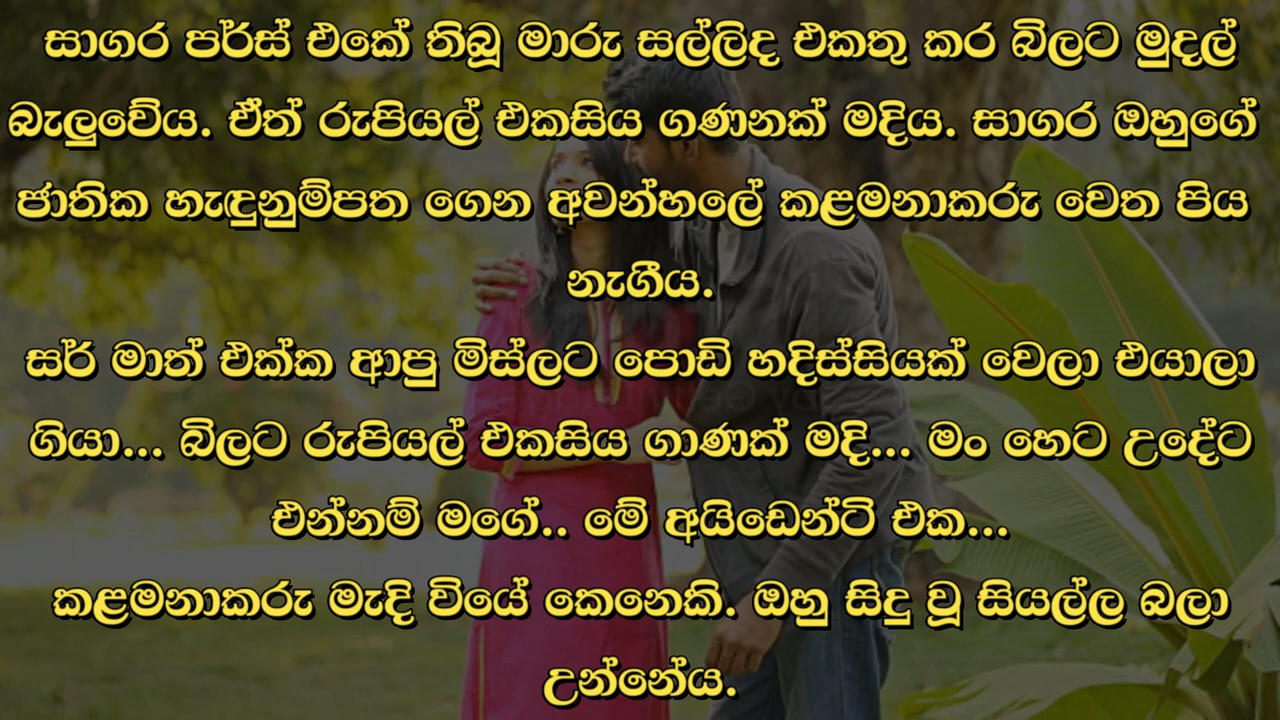 සාගර පර්ස් එකේ තිබූ මාරු සල්ලිද එකතු කර බිලට මුදල්
බැලුවේය. ඒත් රුපියල් එකසිය ගණනක් මදිය. සාගර ඔහුගේ
ජාතික හැඳුනුම්පත ගෙන අවන්හලේ කළමනාකරු වෙත පිය
නැගීය.
සර් මාත් එක්ක ආපු මිස්ලට පොඩි හදිස්සියක් වෙලා එයාලා
ගියා... බිලට රුපියල් එකසිය ගාණක් මදි... මං හෙට උදේට
එන්නම් මගේ.. මේ අයිඩෙන්ටි එක...
කළමනාකරු මැදි වියේ කෙනෙකි. ඔහු සිදු වූ සියල්ල බලා
උන්නේය.